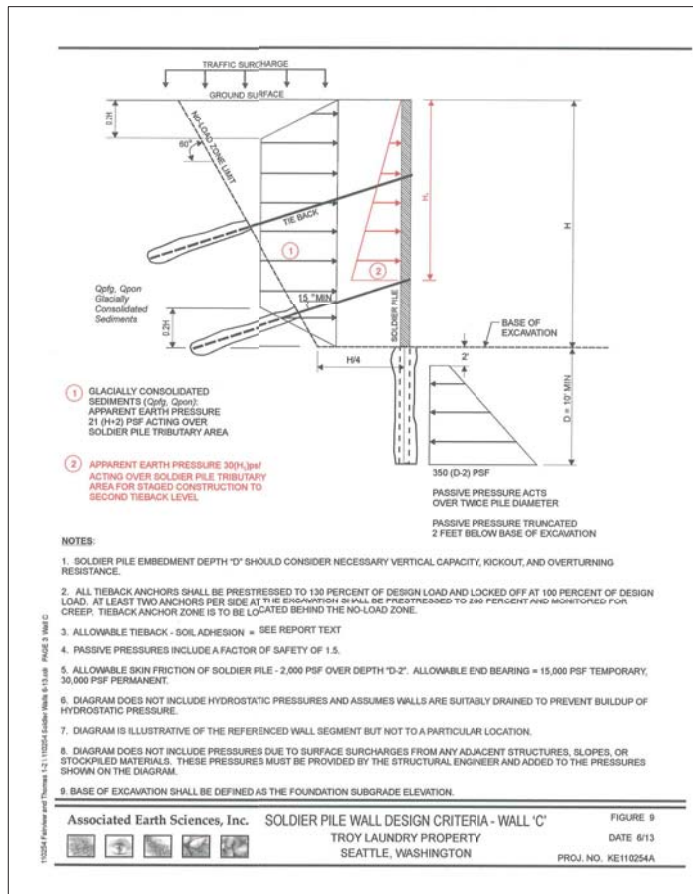 TRAFFIC SURCHARGE
GROUND SURFACE
0.2H
60°
NO-LOAD ZONE LIMIT
TIE BACK
1
2
H₁
H
SOLDIER PILE
Qpfg, Qpon
Glacially
Consolidated
Sediments
0.2H
15 ° MIN
BASE OF
EXCAVATION
H/4
2'
D = 10' MIN
1 GLACIALLY CONSOLIDATED
SEDIMENTS (Qpfg, Qpon):
APPARENT EARTH PRESSURE
21 (H+2) PSF ACTING OVER
SOLDIER PILE TRIBUTARY AREA
2 APPARENT EARTH PRESSURE 30(H₁)psf
ACTING OVER SOLDIER PILE TRIBUTARY
AREA FOR STAGED CONSTRUCTION TO
SECOND TIEBACK LEVEL
350 (D-2) PSF
PASSIVE PRESSURE ACTS
OVER TWICE PILE DIAMETER
PASSIVE PRESSURE TRUNCATED
2 FEET BELOW BASE OF EXCAVATION
NOTES:
1. SOLDIER PILE EMBEDMENT DEPTH "D" SHOULD CONSIDER NECESSARY VERTICAL CAPACITY, KICKOUT, AND OVERTURNING
RESISTANCE.
2. ALL TIEBACK ANCHORS SHALL BE PRESTRESSED TO 130 PERCENT OF DESIGN LOAD AND LOCKED OFF AT 100 PERCENT OF DESIGN
LOAD. AT LEAST TWO ANCHORS PER SIDE AT THE EXCAVATION SHALL BE PRESTRESSED TO 200 PERCENT AND MONITORED FOR
CREEP. TIEBACK ANCHOR ZONE IS TO BE LOCATED BEHIND THE NO-LOAD ZONE.
3. ALLOWABLE TIEBACK - SOIL ADHESION = SEE REPORT TEXT
4. PASSIVE PRESSURES INCLUDE A FACTOR OF SAFETY OF 1.5.
5. ALLOWABLE SKIN FRICTION OF SOLDIER PILE - 2,000 PSF OVER DEPTH "D-2". ALLOWABLE END BEARING = 15,000 PSF TEMPORARY,
30,000 PSF PERMANENT.
6. DIAGRAM DOES NOT INCLUDE HYDROSTATIC PRESSURES AND ASSUMES WALLS ARE SUITABLY DRAINED TO PREVENT BUILDUP OF
HYDROSTATIC PRESSURE.
7. DIAGRAM IS ILLUSTRATIVE OF THE REFERENCED WALL SEGMENT BUT NOT TO A PARTICULAR LOCATION.
8. DIAGRAM DOES NOT INCLUDE PRESSURES DUE TO SURFACE SURCHARGES FROM ANY ADJACENT STRUCTURES, SLOPES, OR
STOCKPILED MATERIALS. THESE PRESSURES MUST BE PROVIDED BY THE STRUCTURAL ENGINEER AND ADDED TO THE PRESSURES
SHOWN ON THE DIAGRAM.
9. BASE OF EXCAVATION SHALL BE DEFINED AS THE FOUNDATION SUBGRADE ELEVATION.
Associated Earth Sciences, Inc.
SOLDIER PILE WALL DESIGN CRITERIA - WALL 'C'
TROY LAUNDRY PROPERTY
SEATTLE, WASHINGTON
FIGURE 9
DATE 6/13
PROJ. NO. KE110254A
110254 Fairview and Thomas 1-2 \ 110254 Soldier Walls 6-13.cdr PAGE 3 Wall C